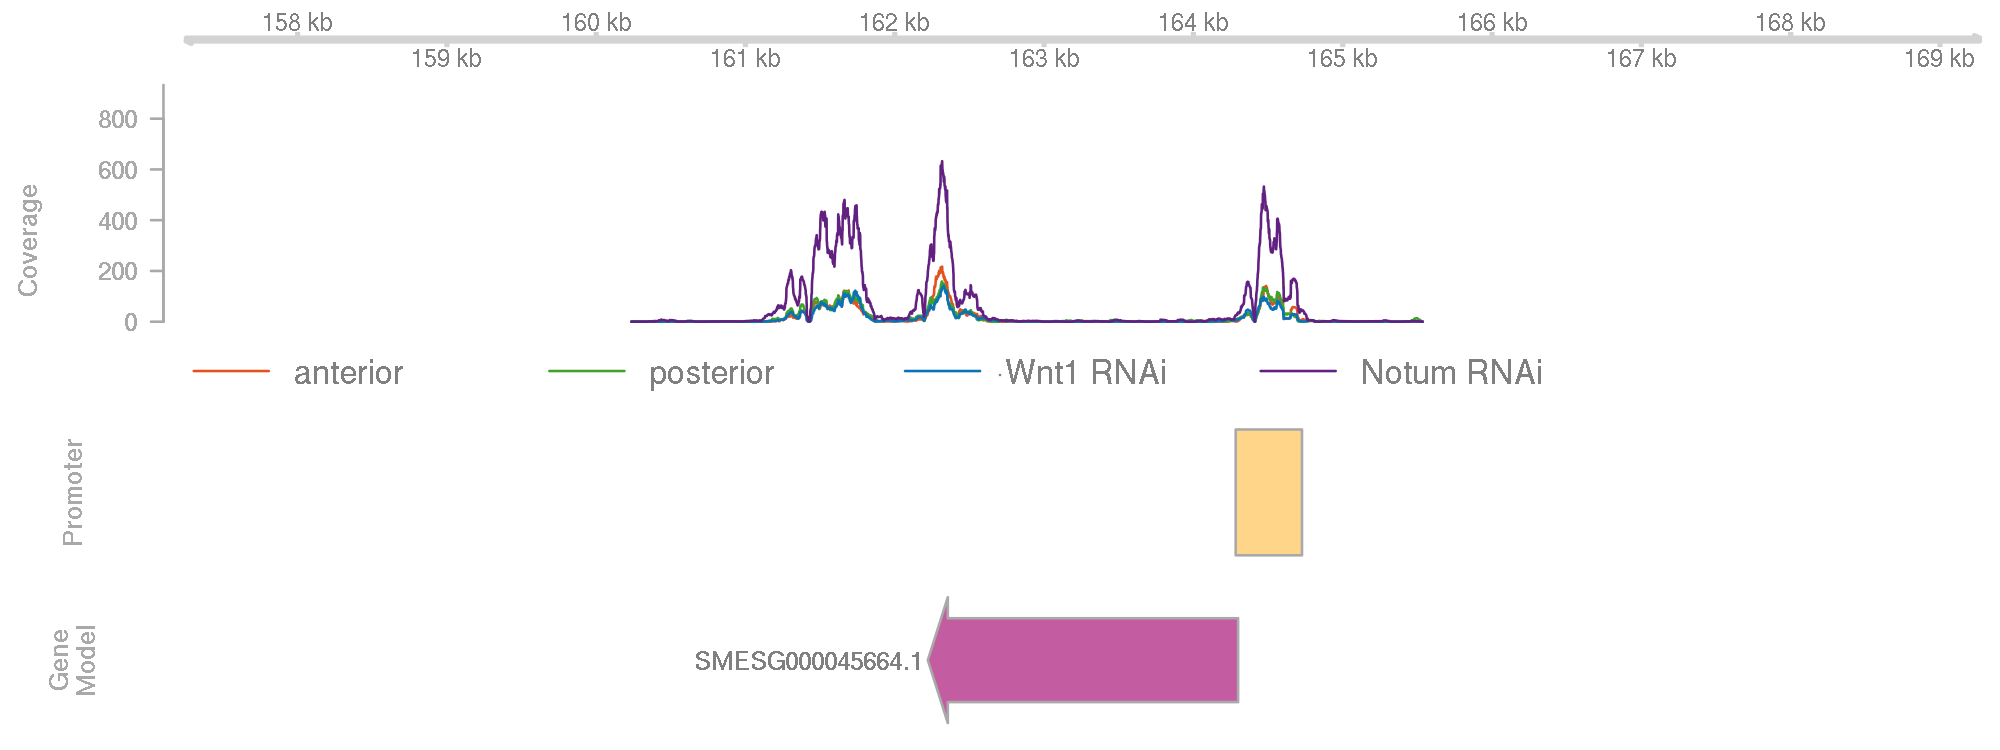 158 kb 160 kb 162 kb 164 kb 166 kb 168 kb
159 kb 161 kb 163 kb 165 kb 167 kb 169 kb
Coverage
800
600
400
200
0
anterior posterior Wnt1 RNAi Notum RNAi
Promoter
Gene
Model
SMESG000045664.1